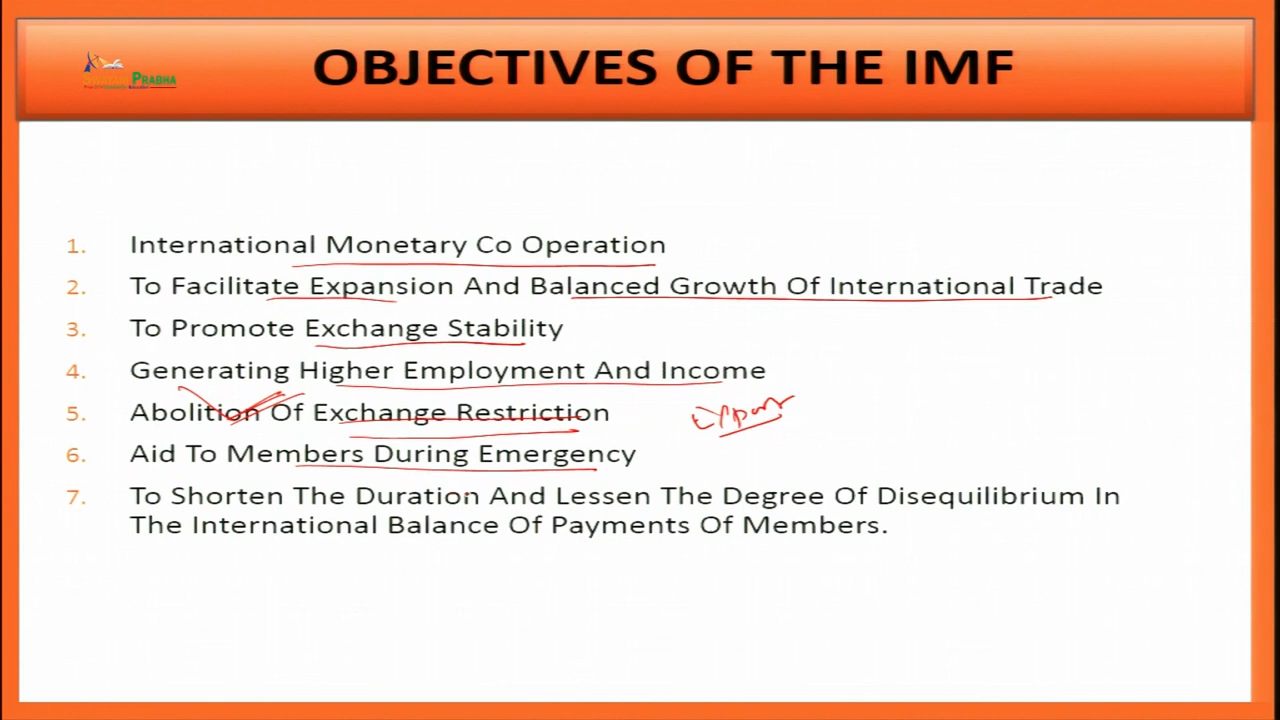 OBJECTIVES OF THE IMF
SWAYAM PRABHA
1. International Monetary Co Operation
2. To Facilitate Expansion And Balanced Growth Of International Trade
3. To Promote Exchange Stability
4. Generating Higher Employment And Income
5. Abolition Of Exchange Restriction
6. Aid To Members During Emergency
7. To Shorten The Duration And Lessen The Degree Of Disequilibrium In
The International Balance Of Payments Of Members.